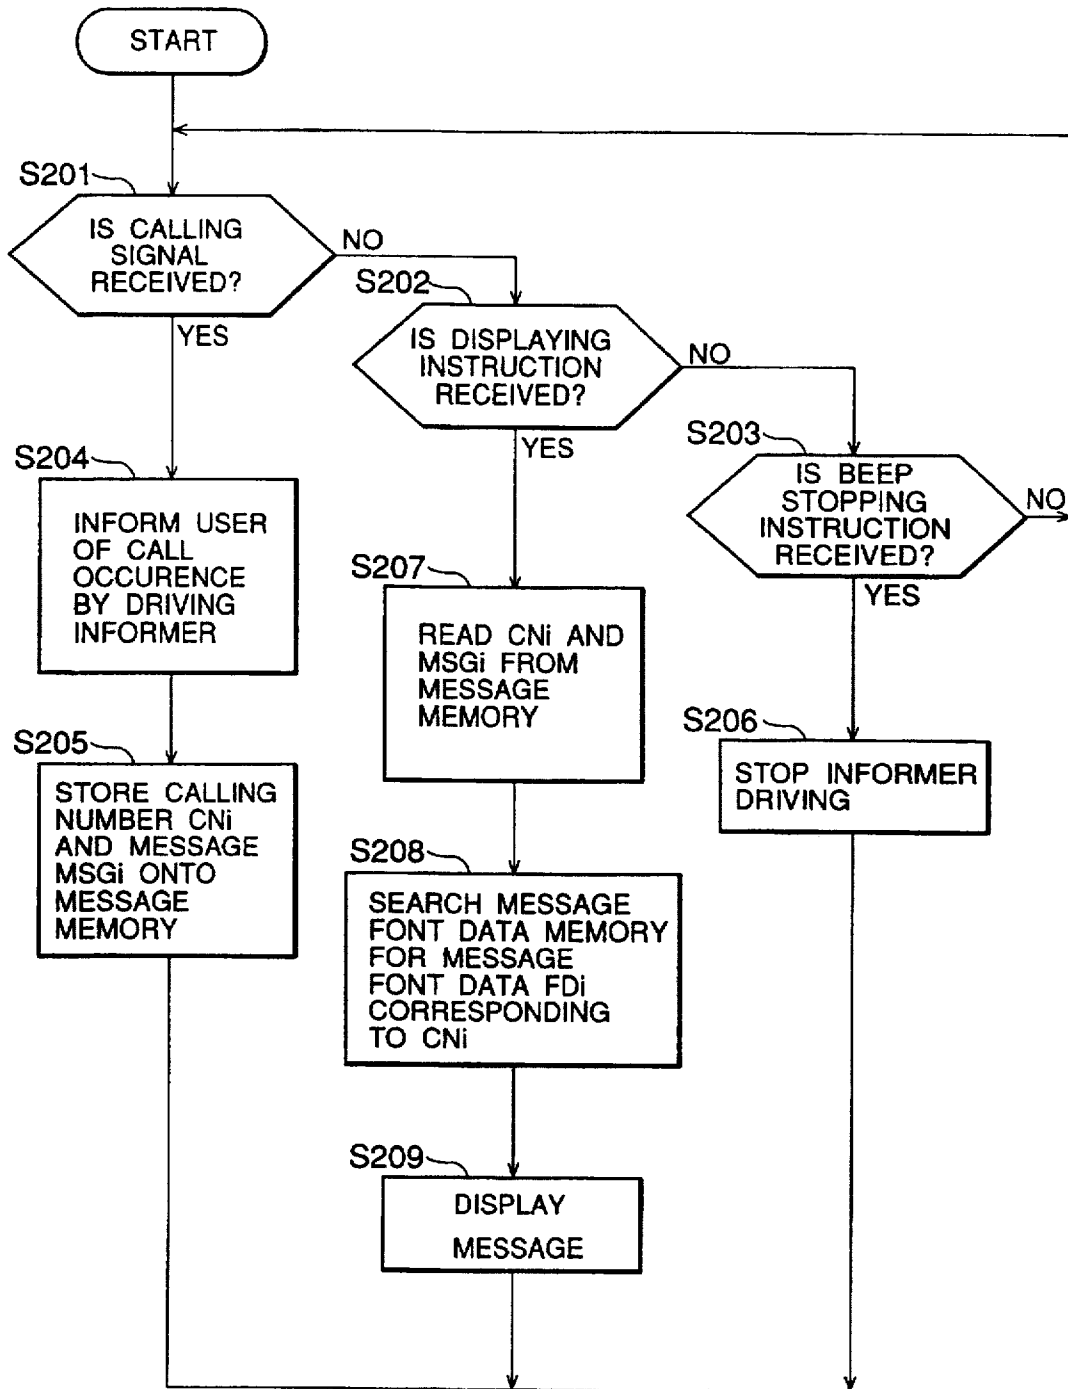 START
S201
IS CALLING
SIGNAL
RECEIVED?
NO
YES
S202
IS DISPLAYING
INSTRUCTION
RECEIVED?
NO
YES
S203
IS BEEP
STOPPING
INSTRUCTION
RECEIVED?
NO
YES
S204
INFORM USER
OF CALL
OCCURENCE
BY DRIVING
INFORMER
S205
STORE CALLING
NUMBER CNi
AND MESSAGE
MSGi ONTO
MESSAGE
MEMORY
S207
READ CNi AND
MSGi FROM
MESSAGE
MEMORY
S206
STOP INFORMER
DRIVING
S208
SEARCH MESSAGE
FONT DATA MEMORY
FOR MESSAGE
FONT DATA FDi
CORRESPONDING
TO CNi
S209
DISPLAY
MESSAGE